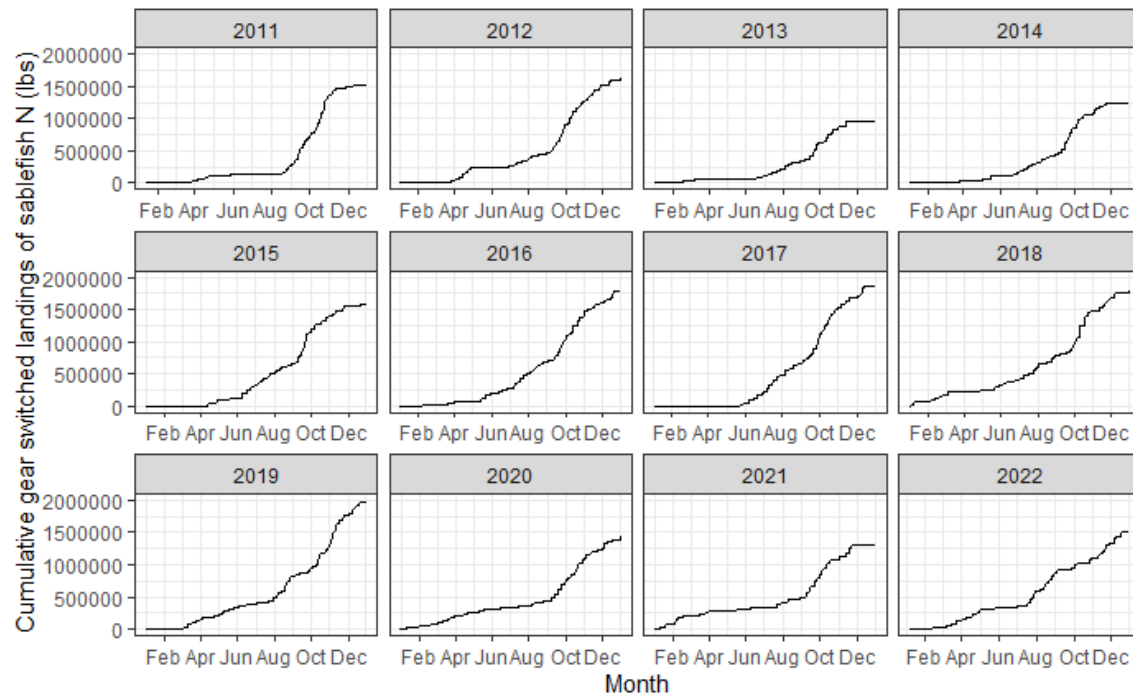 Cumulative gear switched landings of sablefish N (lbs)
2011 2012 2013 2014
2000000
1500000
1000000
500000
0
Feb Apr Jun Aug Oct Dec Feb Apr Jun Aug Oct Dec Feb Apr Jun Aug Oct Dec Feb Apr Jun Aug Oct Dec
2015 2016 2017 2018
2000000
1500000
1000000
500000
0
Feb Apr Jun Aug Oct Dec Feb Apr Jun Aug Oct Dec Feb Apr Jun Aug Oct Dec Feb Apr Jun Aug Oct Dec
2019 2020 2021 2022
2000000
1500000
1000000
500000
0
Feb Apr Jun Aug Oct Dec Feb Apr Jun Aug Oct Dec Feb Apr Jun Aug Oct Dec Feb Apr Jun Aug Oct Dec
Month